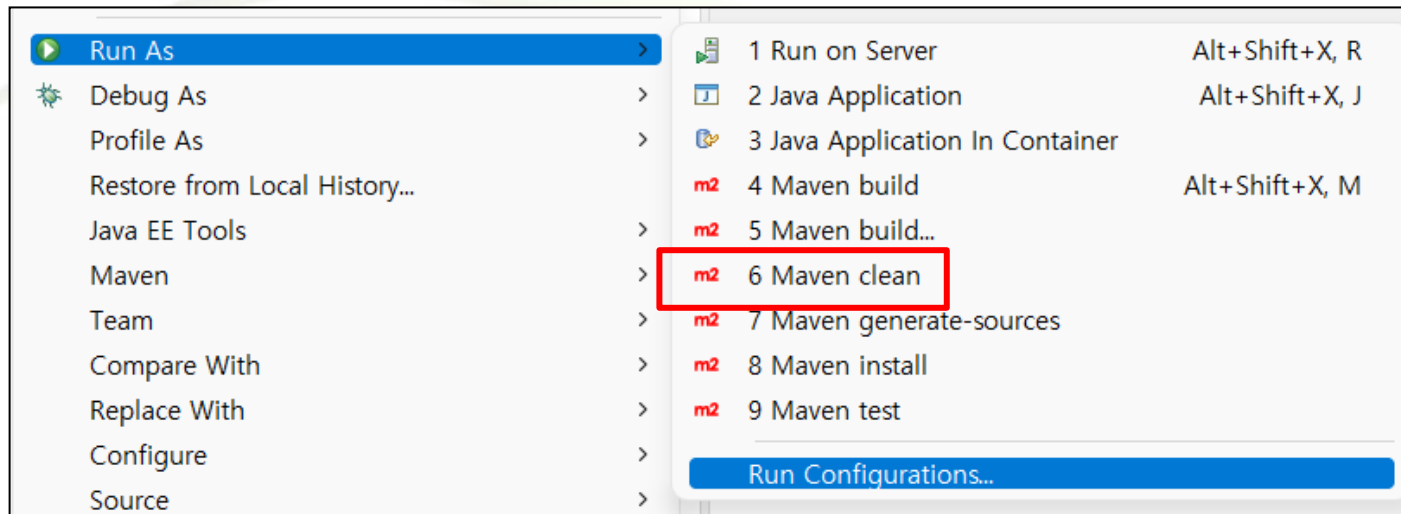 Run As
Debug As
Profile As
Restore from Local History...
Java EE Tools
Maven
Team
Compare With
Replace With
Configure
Source
1 Run on Server Alt+Shift+X, R
2 Java Application Alt+Shift+X, J
3 Java Application In Container
m2 4 Maven build Alt+Shift+X, M
m2 5 Maven build...
m2 6 Maven clean
m2 7 Maven generate-sources
m2 8 Maven install
m2 9 Maven test
Run Configurations...